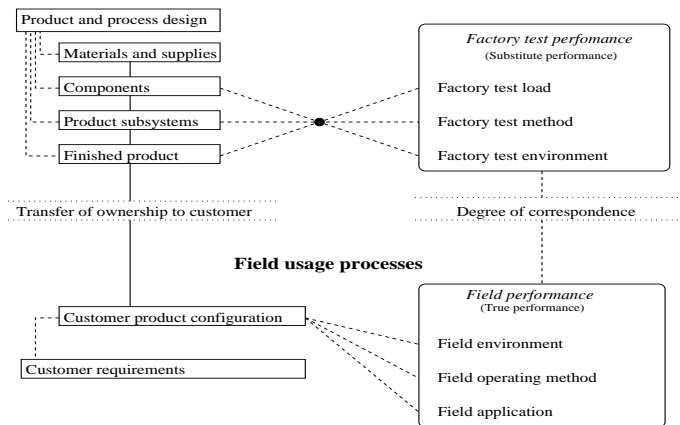 Product and process design
Materials and supplies
Components
Product subsystems
Finished product
Factory test perfomance
(Substitute performance)
Factory test load
Factory test method
Factory test environment
Transfer of ownership to customer
Degree of correspondence
Field usage processes
Customer product configuration
Customer requirements
Field performance
(True performance)
Field environment
Field operating method
Field application